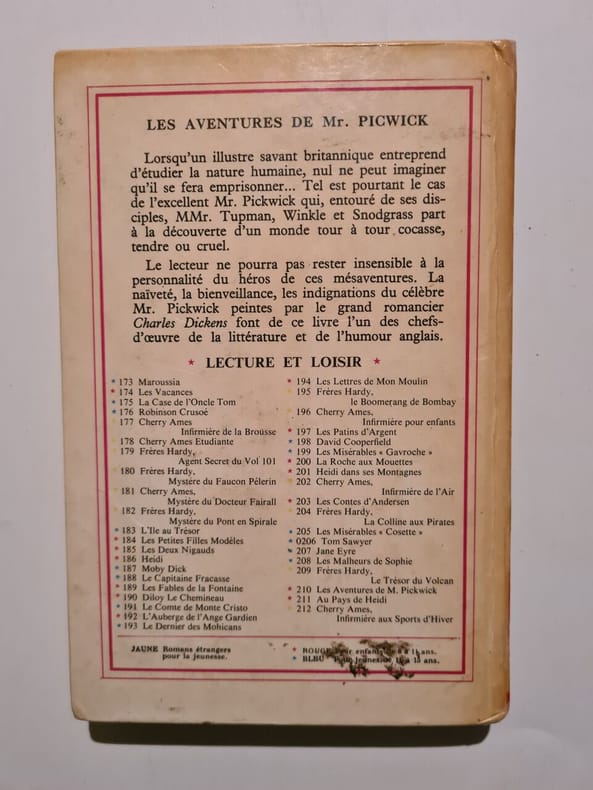 LES AVENTURES DE Mr. PICWICK
Lorsqu'un illustre savant britannique entreprend
d'étudier la nature humaine, nul ne peut imaginer
qu'il se fera emprisonner... Tel est pourtant le cas
de l'excellent Mr. Pickwick qui, entouré de ses dis-
ciples, MMr. Tupman, Winkle et Snodgrass part
à la découverte d'un monde tour à tour cocasse,
tendre ou cruel.
Le lecteur ne pourra pas rester insensible à la
personnalité du héros de ces mésaventures. La
naïveté, la bienveillance, les indignations du célèbre
Mr. Pickwick peintes par le grand romancier
Charles Dickens font de ce livre l'un des chefs-
d'œuvre de la littérature et de l'humour anglais.
* LECTURE ET LOISIR *
* 173 Maroussia
* 174 Les Vacances
* 175 La Case de l'Oncle Tom
* 176 Robinson Crusoé
* 177 Cherry Ames
Infirmière de la Brousse
* 178 Cherry Ames Etudiante
* 179 Frères Hardy,
Agent Secret du Vol 101
* 180 Frères Hardy,
Mystère du Faucon Pélerin
* 181 Cherry Ames,
Mystère du Docteur Fairall
* 182 Frères Hardy,
Mystère du Pont en Spirale
* 183 L'Ile au Trésor
* 184 Les Petites Filles Modèles
* 185 Les Deux Nigauds
* 186 Heidi
* 187 Moby Dick
* 188 Le Capitaine Fracasse
* 189 Les Fables de la Fontaine
* 190 Diloy Le Chemineau
* 191 Le Comte de Monte Cristo
* 192 L'Auberge de l'Ange Gardien
* 193 Le Dernier des Mohicans
* 194 Les Lettres de Mon Moulin
* 195 Frères Hardy,
le Boomerang de Bombay
* 196 Cherry Ames,
Infirmière pour enfants
* 197 Les Patins d'Argent
* 198 David Cooperfield
* 199 Les Misérables « Gavroche »
* 200 La Roche aux Mouettes
* 201 Heidi dans ses Montagnes
* 202 Cherry Ames,
Infirmière de l'Air
* 203 Les Contes d'Andersen
* 204 Frères Hardy,
La Colline aux Pirates
* 205 Les Misérables « Cosette »
* 0206 Tom Sawyer
* 207 Jane Eyre
* 208 Les Malheurs de Sophie
* 209 Frères Hardy,
Le Trésor du Volcan
* 210 Les Aventures de M. Pickwick
* 211 Au Pays de Heidi
* 212 Cherry Ames,
Infirmière aux Sports d'Hiver
JAUNE Romans étrangers
pour la jeunesse.
* ROUGE enfants 11 ans.
* BLEU 15 ans.